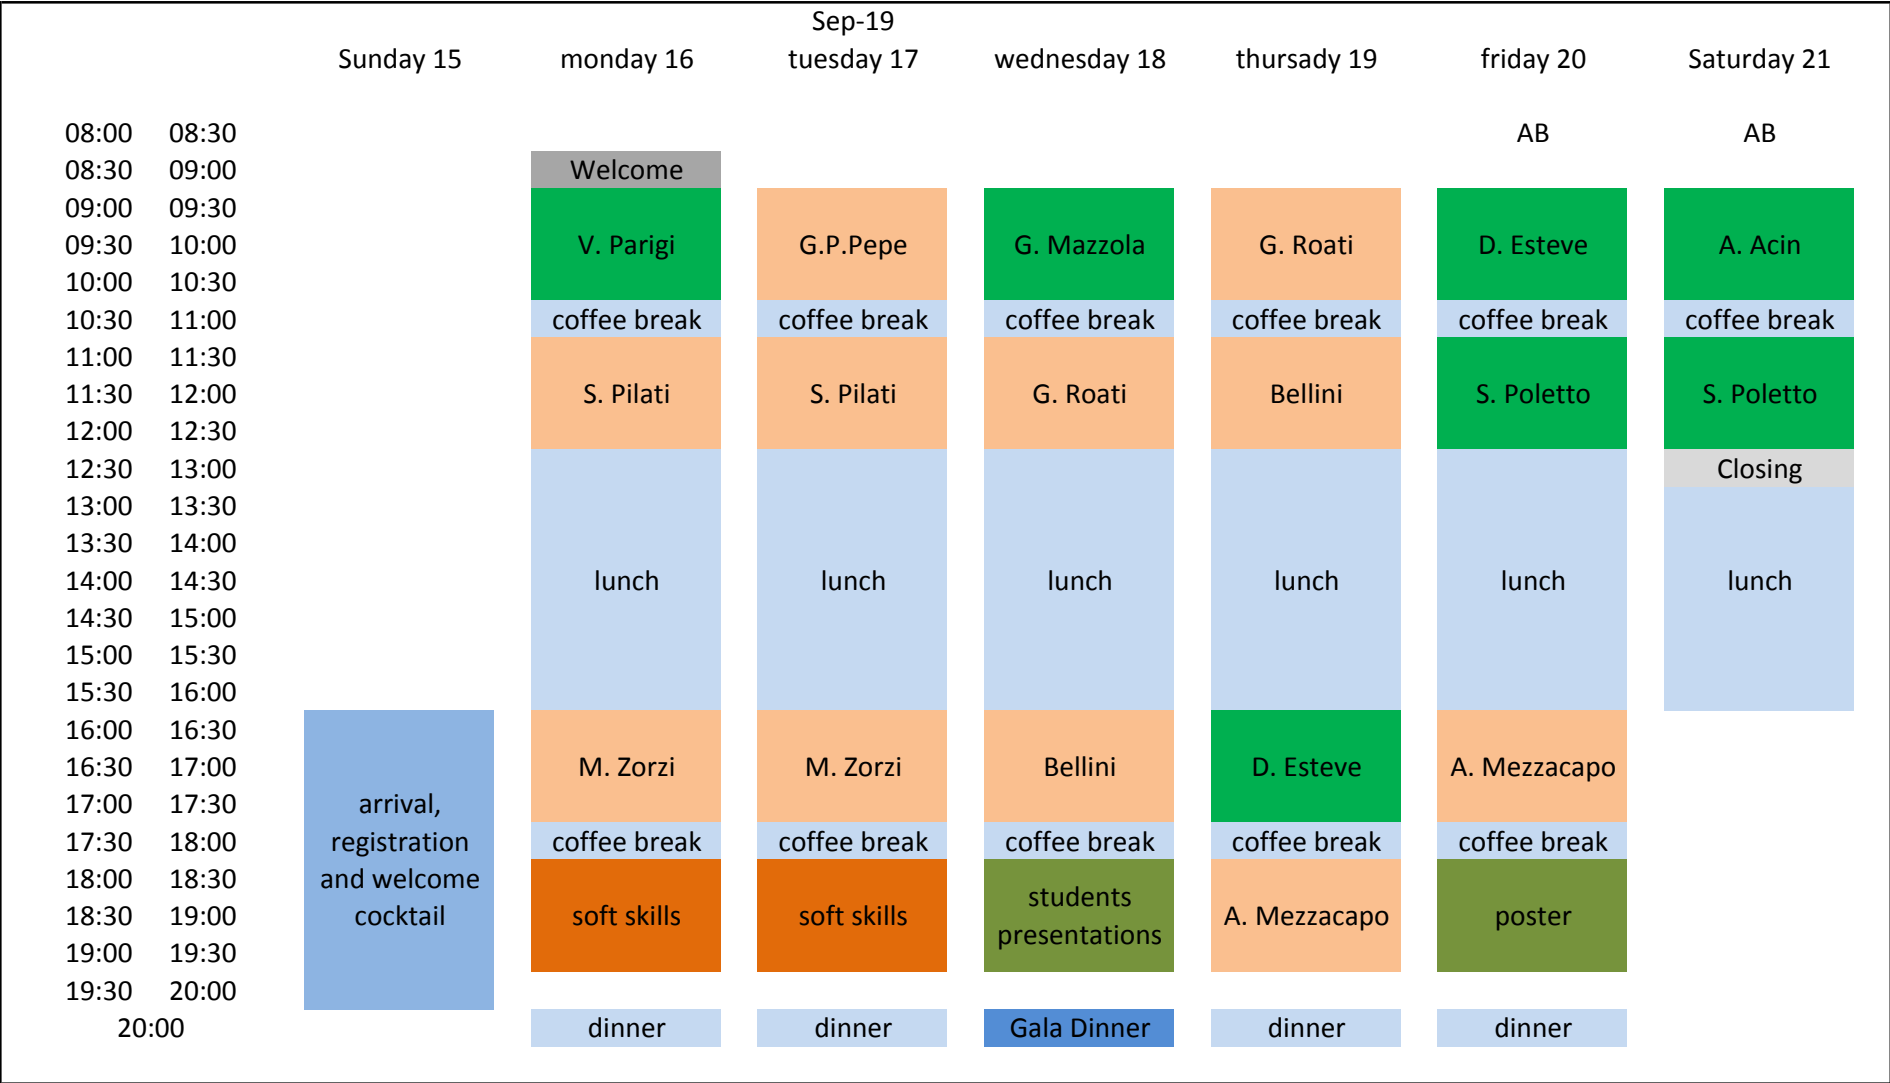 Sep-19
Sunday 15 monday 16 tuesday 17 wednesday 18 thursady 19 friday 20 Saturday 21
08:00 08:30 AB AB
08:30 09:00 Welcome
09:00 09:30
09:30 10:00 V. Parigi G.P.Pepe G. Mazzola G. Roati D. Esteve A. Acin
10:00 10:30
10:30 11:00 coffee break coffee break coffee break coffee break coffee break coffee break
11:00 11:30
11:30 12:00 S. Pilati S. Pilati G. Roati Bellini S. Poletto S. Poletto
12:00 12:30
12:30 13:00 Closing
13:00 13:30
13:30 14:00
14:00 14:30 lunch lunch lunch lunch lunch lunch
14:30 15:00
15:00 15:30
15:30 16:00
16:00 16:30
16:30 17:00 M. Zorzi M. Zorzi Bellini D. Esteve A. Mezzacapo
17:00 17:30 arrival,
17:30 18:00 registration coffee break coffee break coffee break coffee break coffee break
18:00 18:30 and welcome students
18:30 19:00 cocktail soft skills soft skills presentations A. Mezzacapo poster
19:00 19:30
19:30 20:00
20:00 dinner dinner Gala Dinner dinner dinner